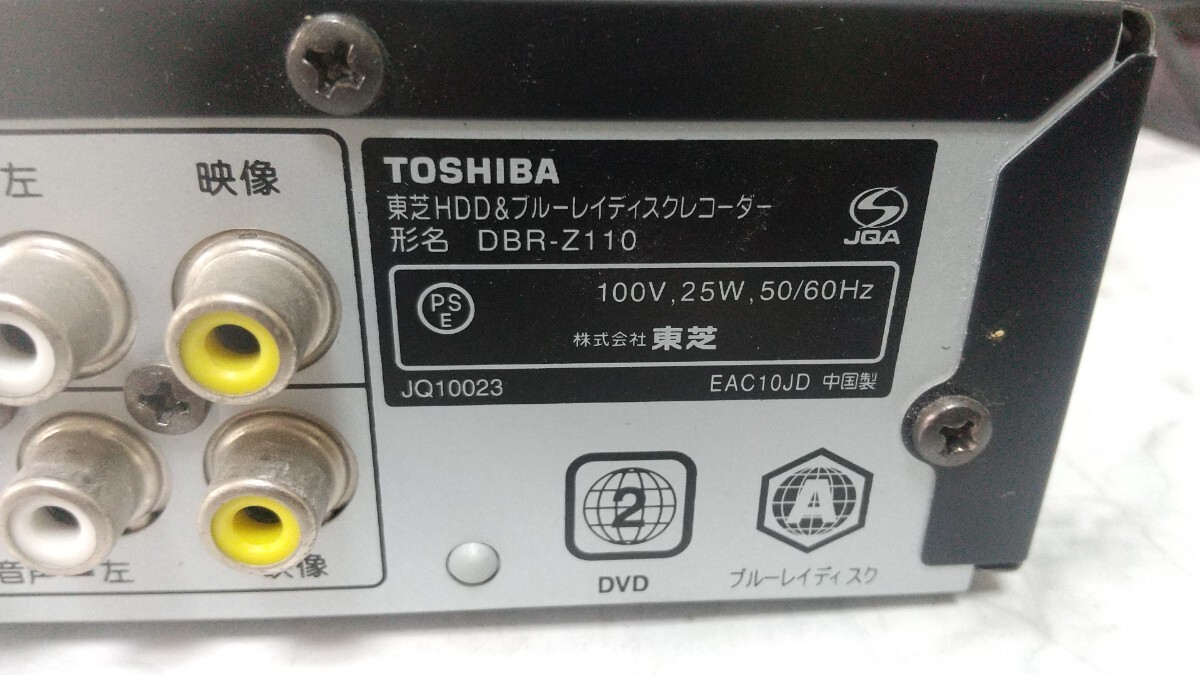 左 映像
TOSHIBA
東芝HDD&ブルーレイディスクレコーダー
形名 DBR-Z110
JQA
PS
E
100V,25W,50/60Hz
株式会社 東芝
JQ10023
EAC10JD 中国製
2
A
DVD
ブルーレイディスク
音声 左 映像